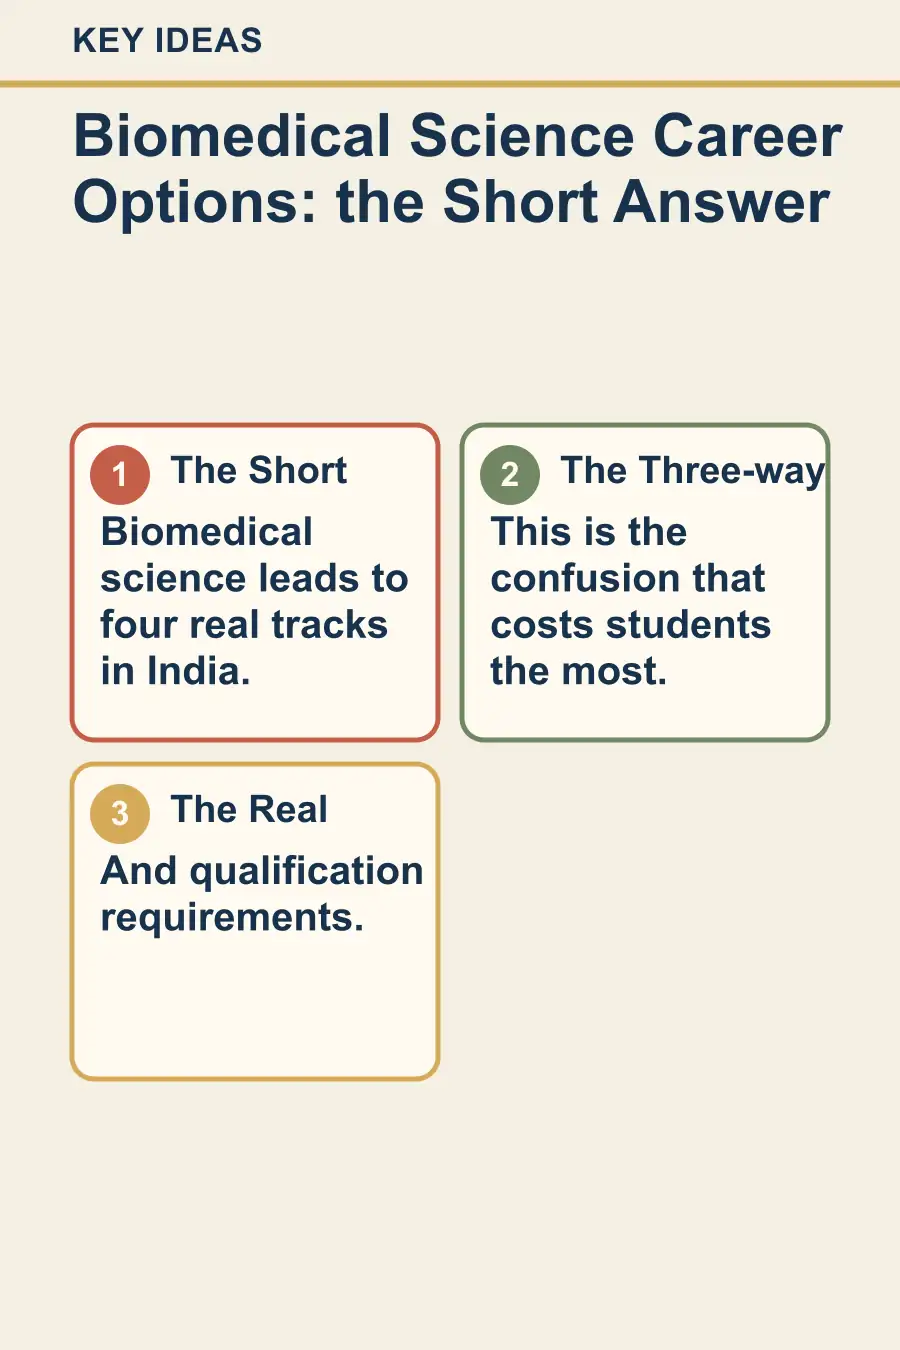 KEY IDEAS
Biomedical Science Career
Options: the Short Answer
1 The Short
Biomedical
science leads to
four real tracks
in India.
2 The Three-way
This is the
confusion that
costs students
the most.
3 The Real
And qualification
requirements.